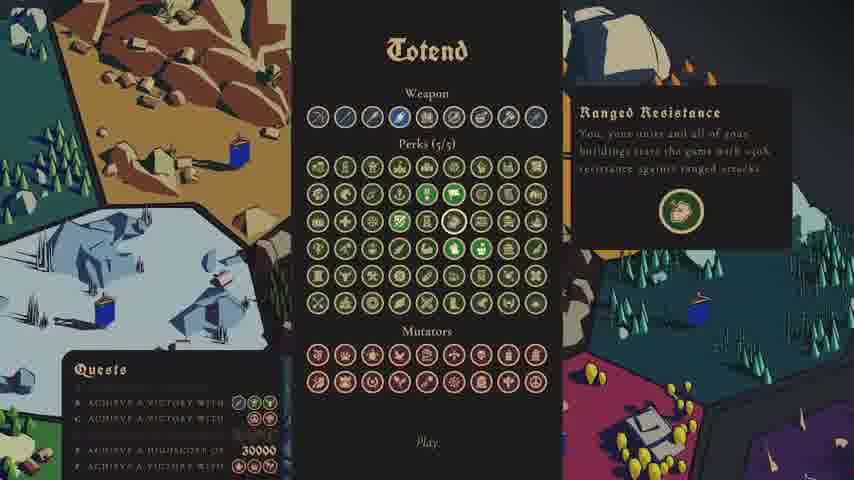 Totend
Weapon
Perks (5/5)
Mutators
Play
Ranged Resistance
You, your units and all of your
buildings start the game with +50%
resistance against ranged attacks.
Quests
ACHIEVE A VICTORY WITH
ACHIEVE A VICTORY WITH
ACHIEVE A HIGHSCORE OF 30000
ACHIEVE A VICTORY WITH